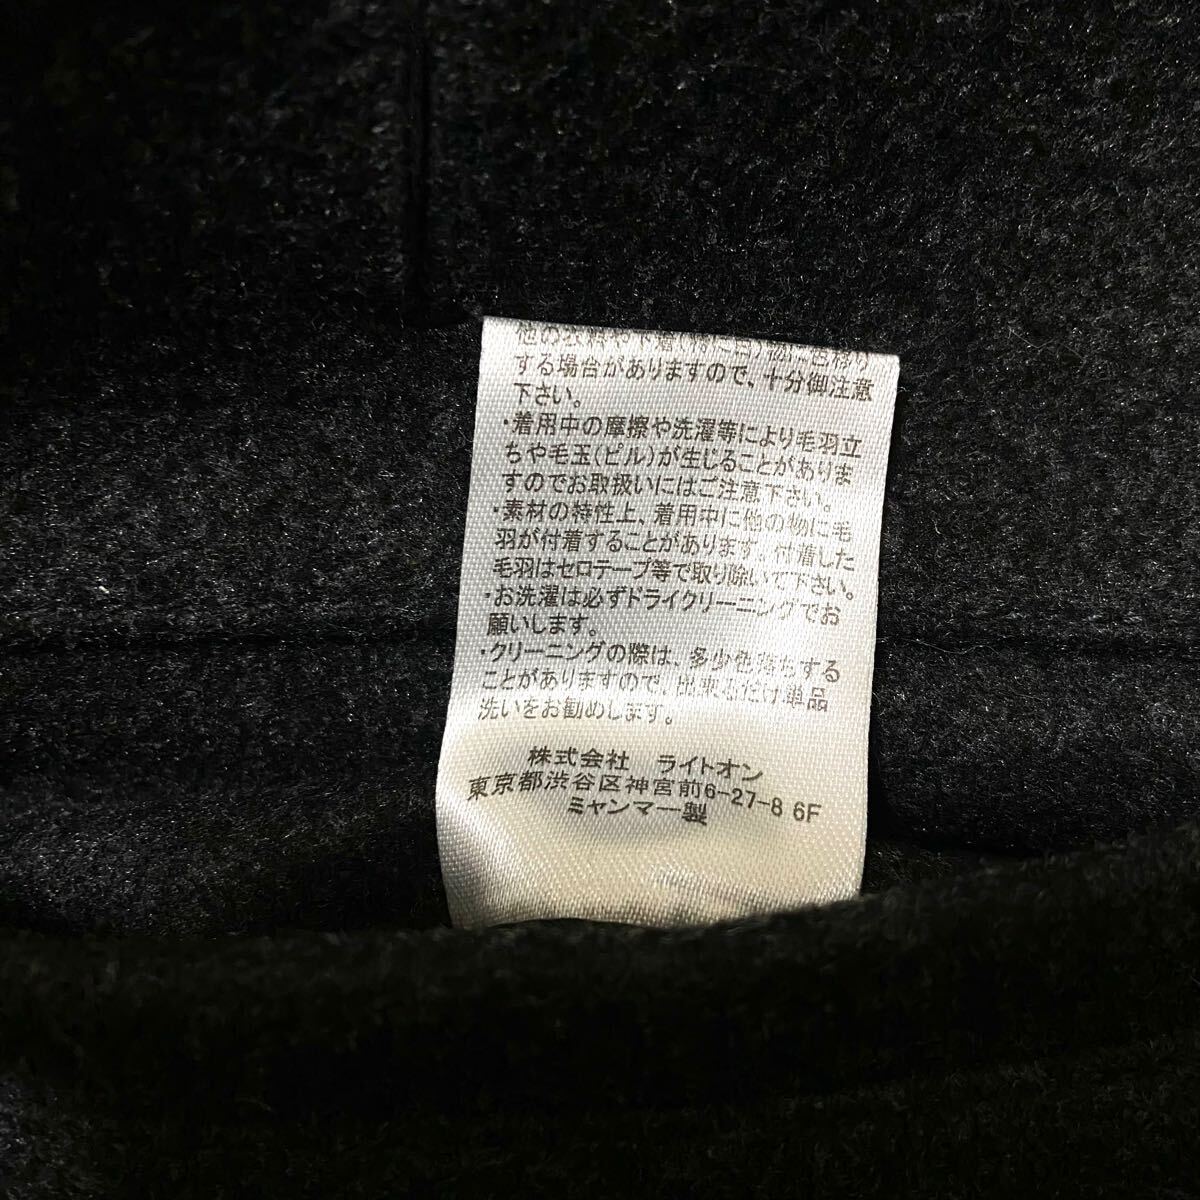 する場合がありますので、十分御注意
下さい。
・着用中の摩擦や洗濯等により毛羽立
ちや毛玉(ピル)が生じることがありま
すのでお取扱いにはご注意下さい。
・素材の特性上、着用中に他の物に毛
羽が付着することがあります。付着した
毛羽はセロテープ等で取り除いて下さい。
・お洗濯は必ずドライクリーニングでお
願いします。
・クリーニングの際は、多少色落ちする
ことがありますので、出来るだけ単品
洗いをお勧めします。
株式会社 ライトオン
東京都渋谷区神宮前6-27-8 6F
ミャンマー製